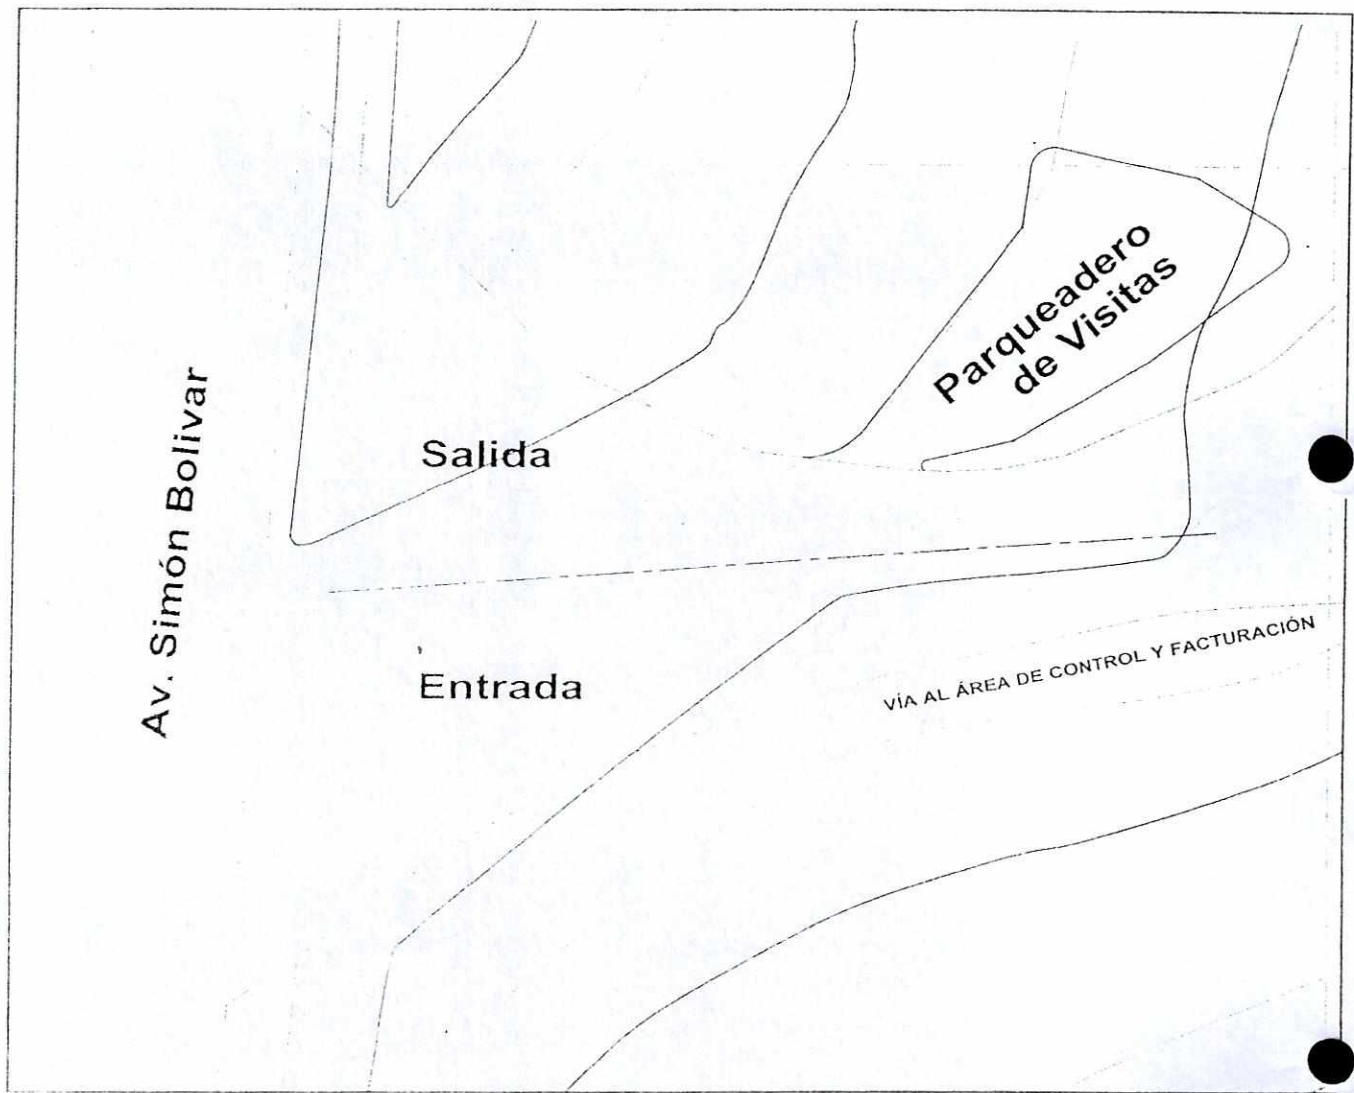 Parqueadero
de Visitas
Salida
Av. Simón Bolivar
Entrada
VÍA AL ÁREA DE CONTROL Y FACTURACIÓN